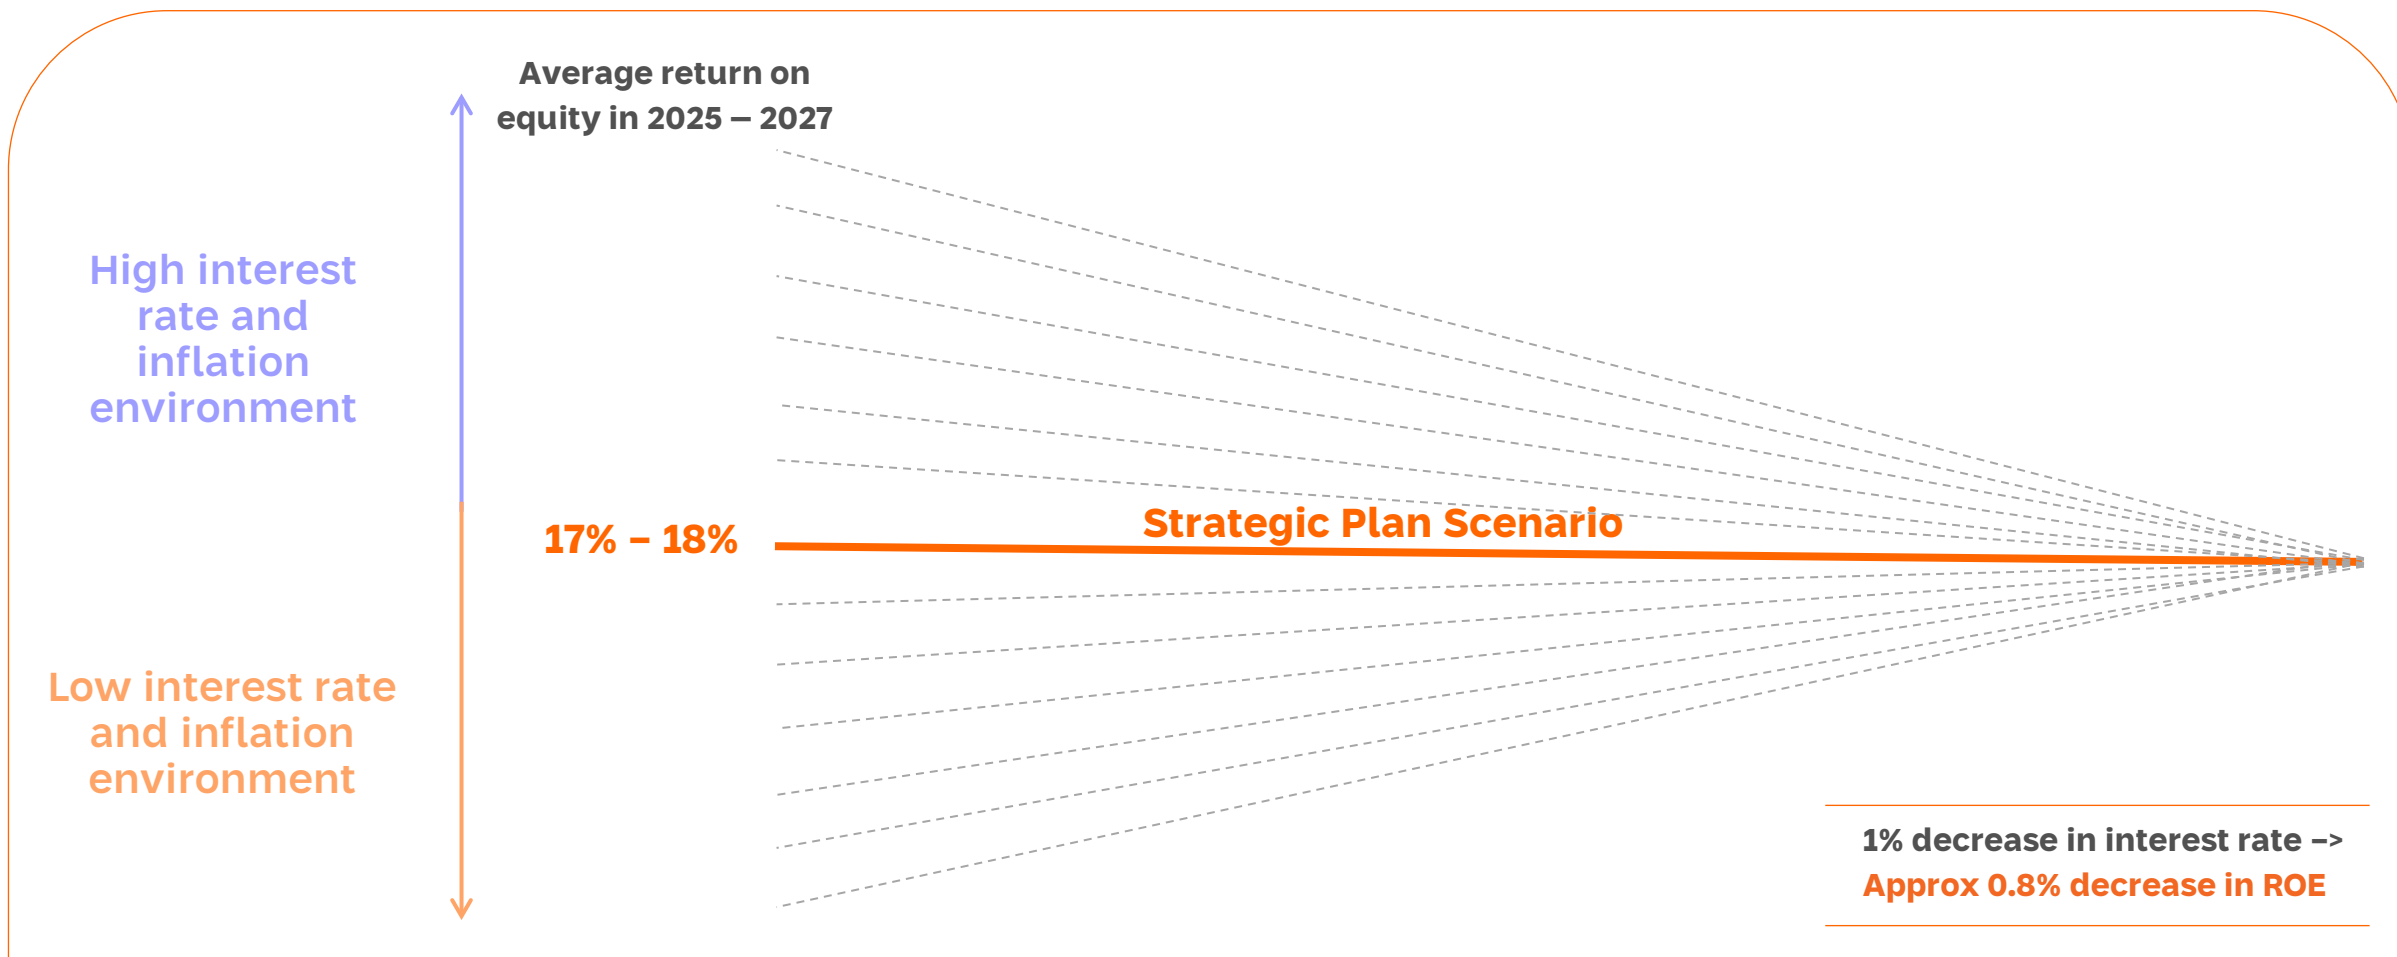 Average return on
equity in 2025 – 2027
High interest
rate and
inflation
environment
Strategic Plan Scenario
17% – 18%
Low interest rate
and inflation
environment
1% decrease in interest rate –>
Approx 0.8% decrease in ROE